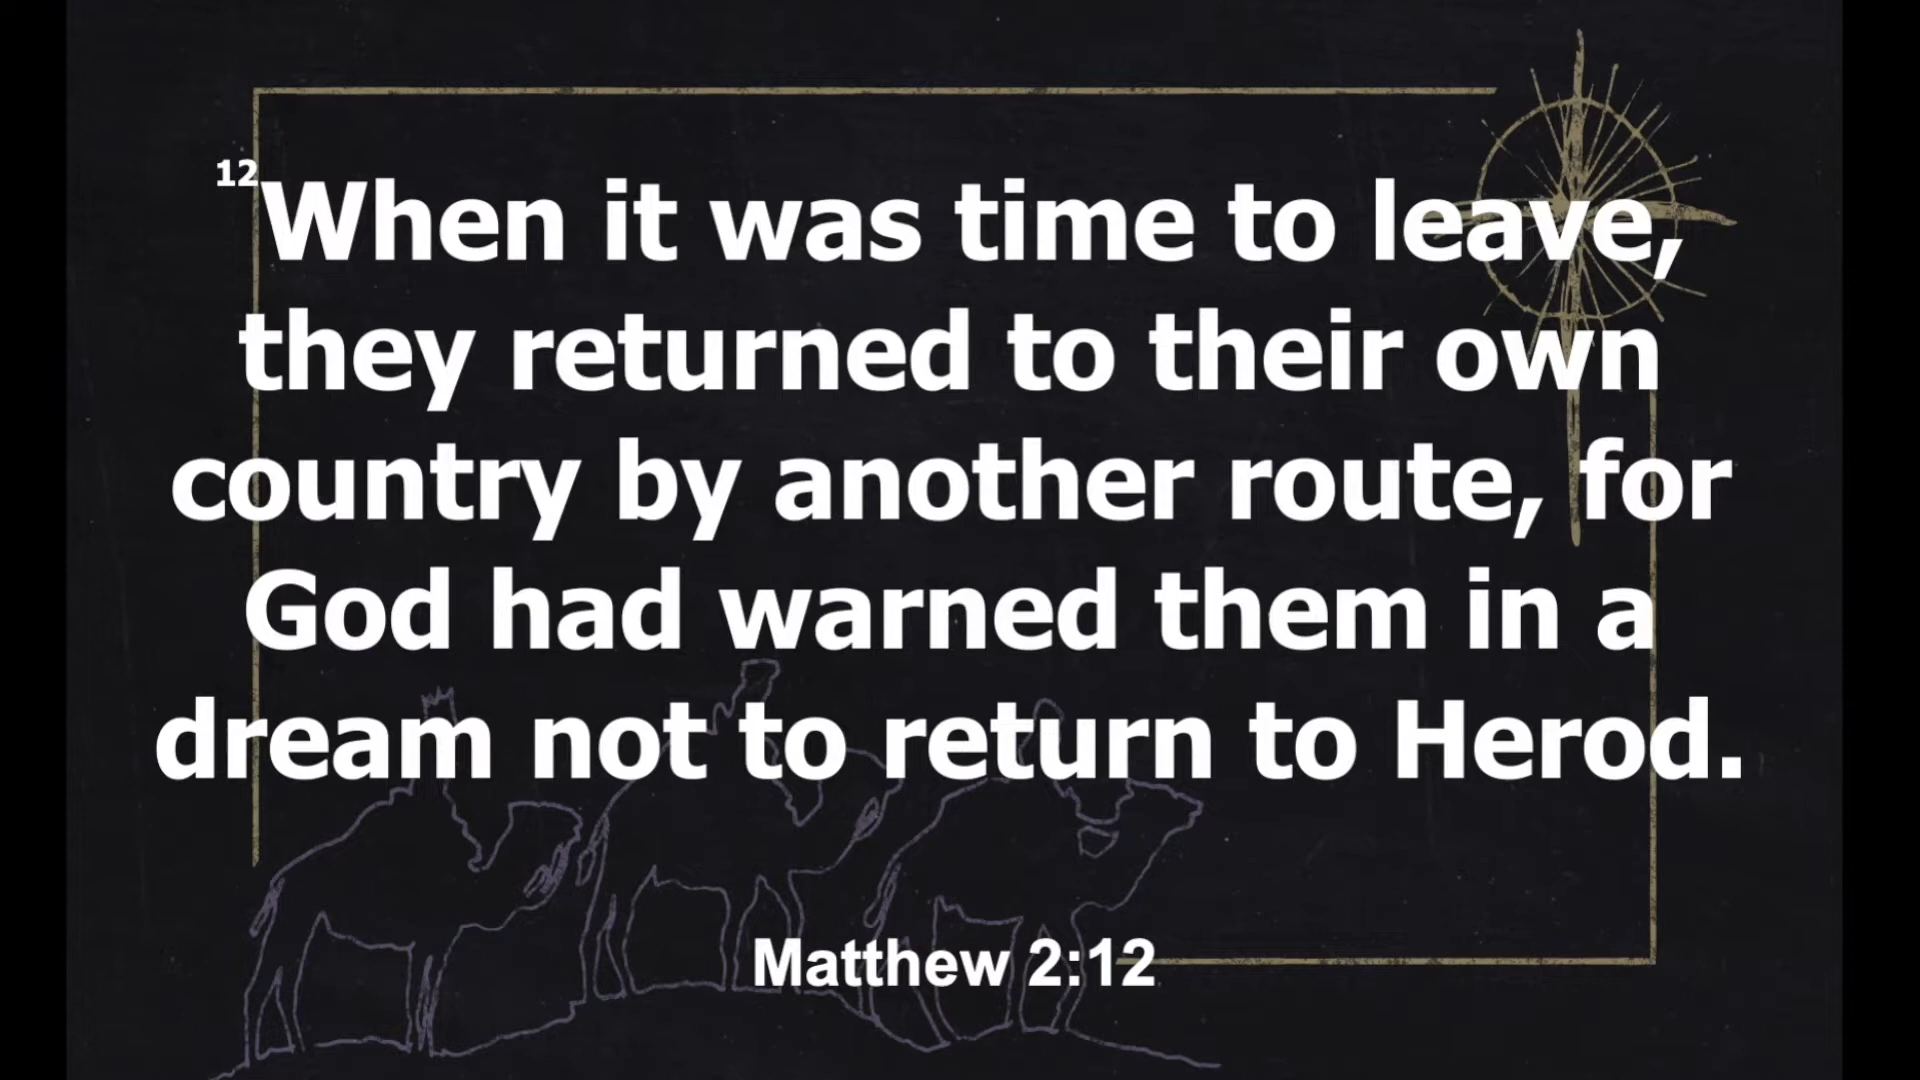 12When it was time to leave,
they returned to their own
country by another route, for
God had warned them in a
dream not to return to Herod.
Matthew 2:12